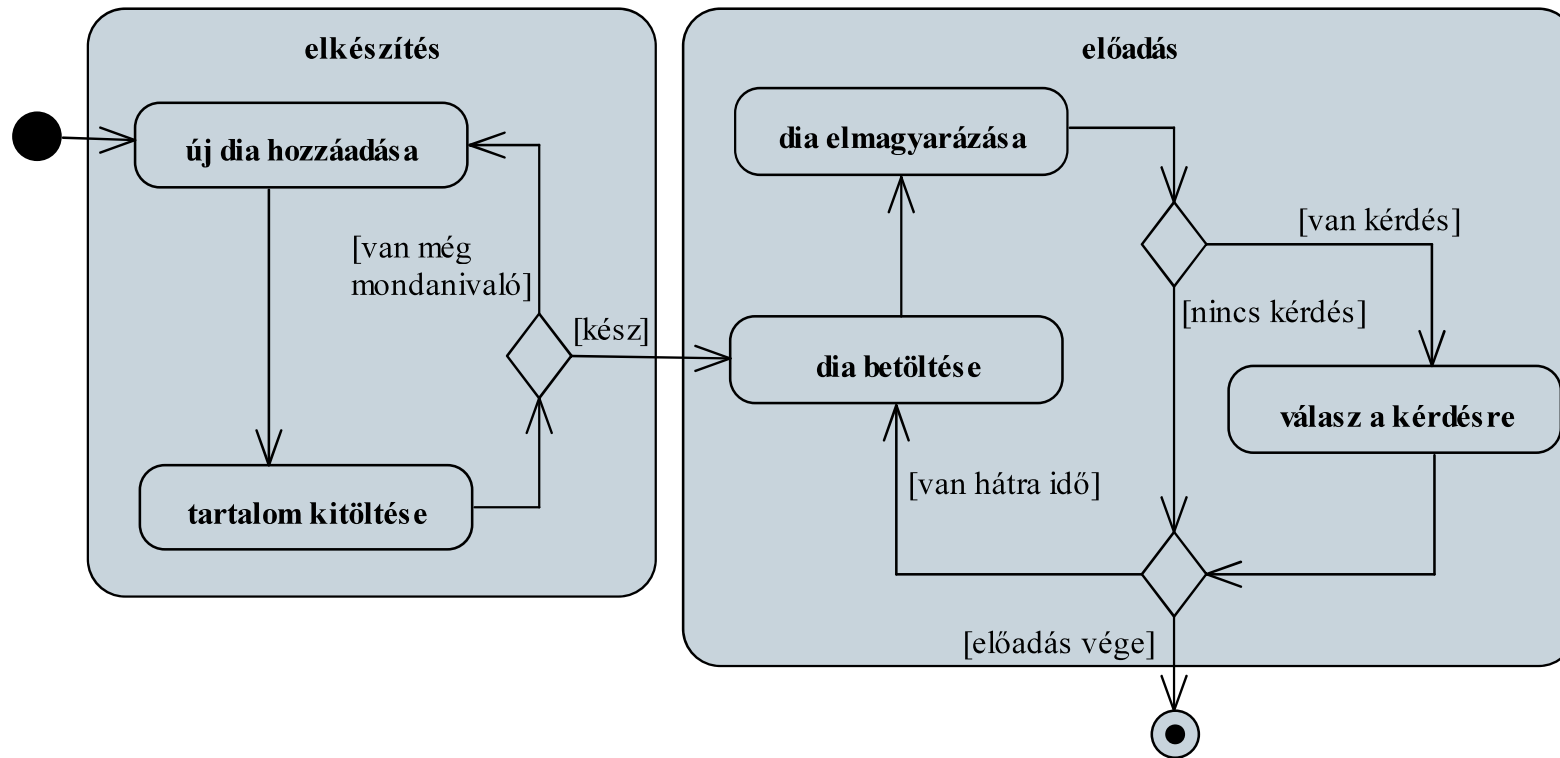 elkészítés
új dia hozzáadása
[van még
mondanivaló]
[kész]
tartalom kitöltése
előadás
dia elmagyarázása
[van kérdés]
[nincs kérdés]
dia betöltése
válasz a kérdésre
[van hátra idő]
[előadás vége]